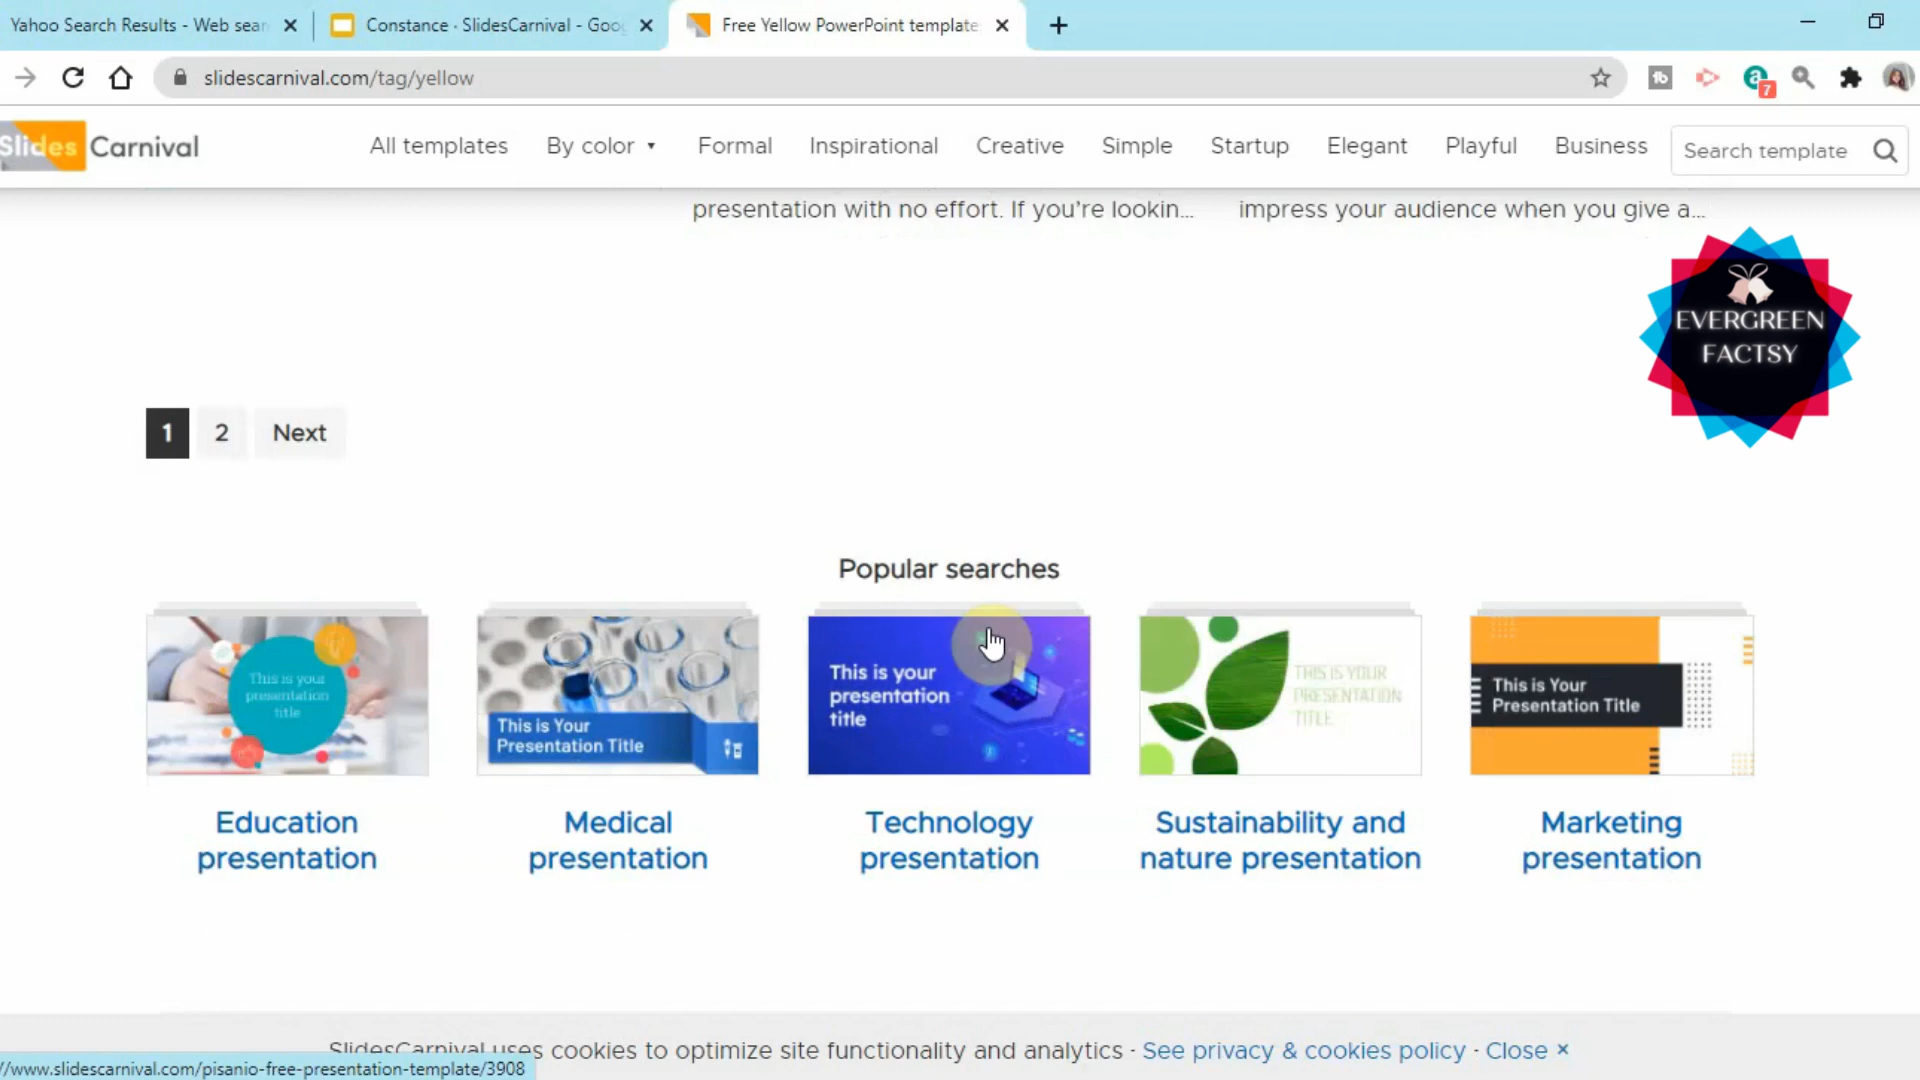 Yahoo Search Results - Web sear
Constance · SlidesCarnival - Goo
Free Yellow PowerPoint template
slidescarnival.com/tag/yellow
7
Slides Carnival
All templates
By color
Formal
Inspirational
Creative
Simple
Startup
Elegant
Playful
Business
Search template
presentation with no effort. If you're lookin...
impress your audience when you give a...
EVERGREEN
FACTSY
1 2 Next
Popular searches
This is your
presentation
title
This is Your
Presentation Title
This is your
presentation
title
THIS IS YOUR
PRESENTATION
TITLE
This is Your
Presentation Title
Education
presentation
Medical
presentation
Technology
presentation
Sustainability and
nature presentation
Marketing
presentation
SlidesCarnival uses cookies to optimize site functionality and analytics · See privacy & cookies policy · Close ×
//www.slidescarnival.com/pisanio-free-presentation-template/3908